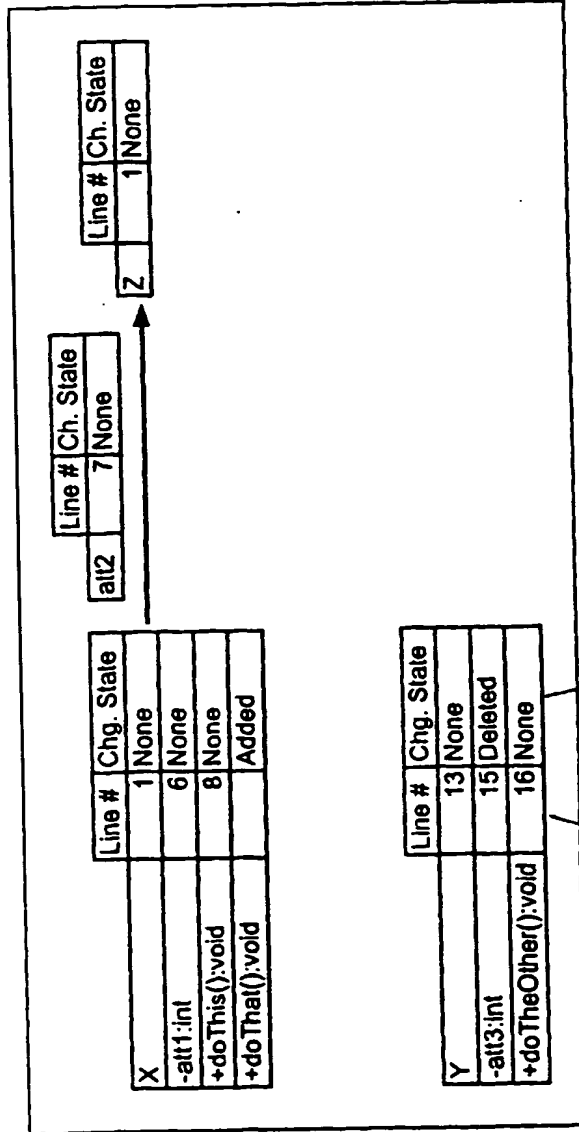 Line # Chg. State
X 1 None
-att1:int 6 None
+doThis():void 8 None
+doThat():void Added
Line # Ch. State
att2 7 None
Line # Ch. State
Z 1 None
Line # Chg. State
Y 13 None
-att3:int 15 Deleted
+doTheOther():void 16 None